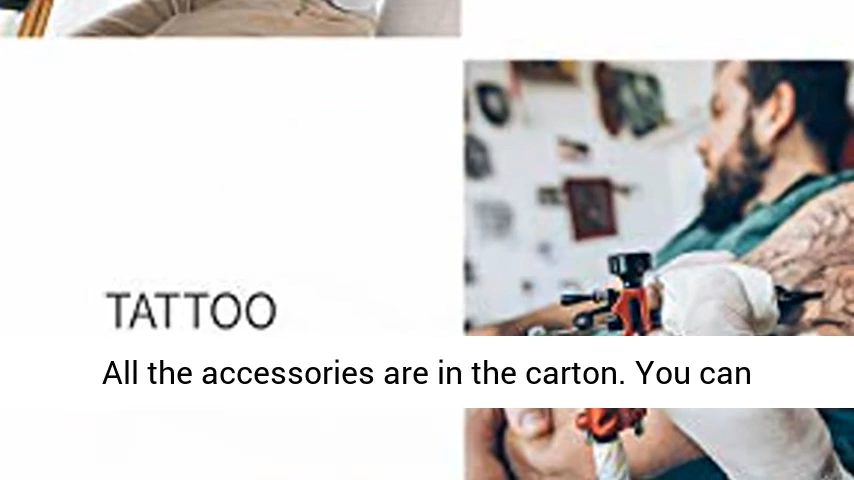 TATTOO
All the accessories are in the carton. You can